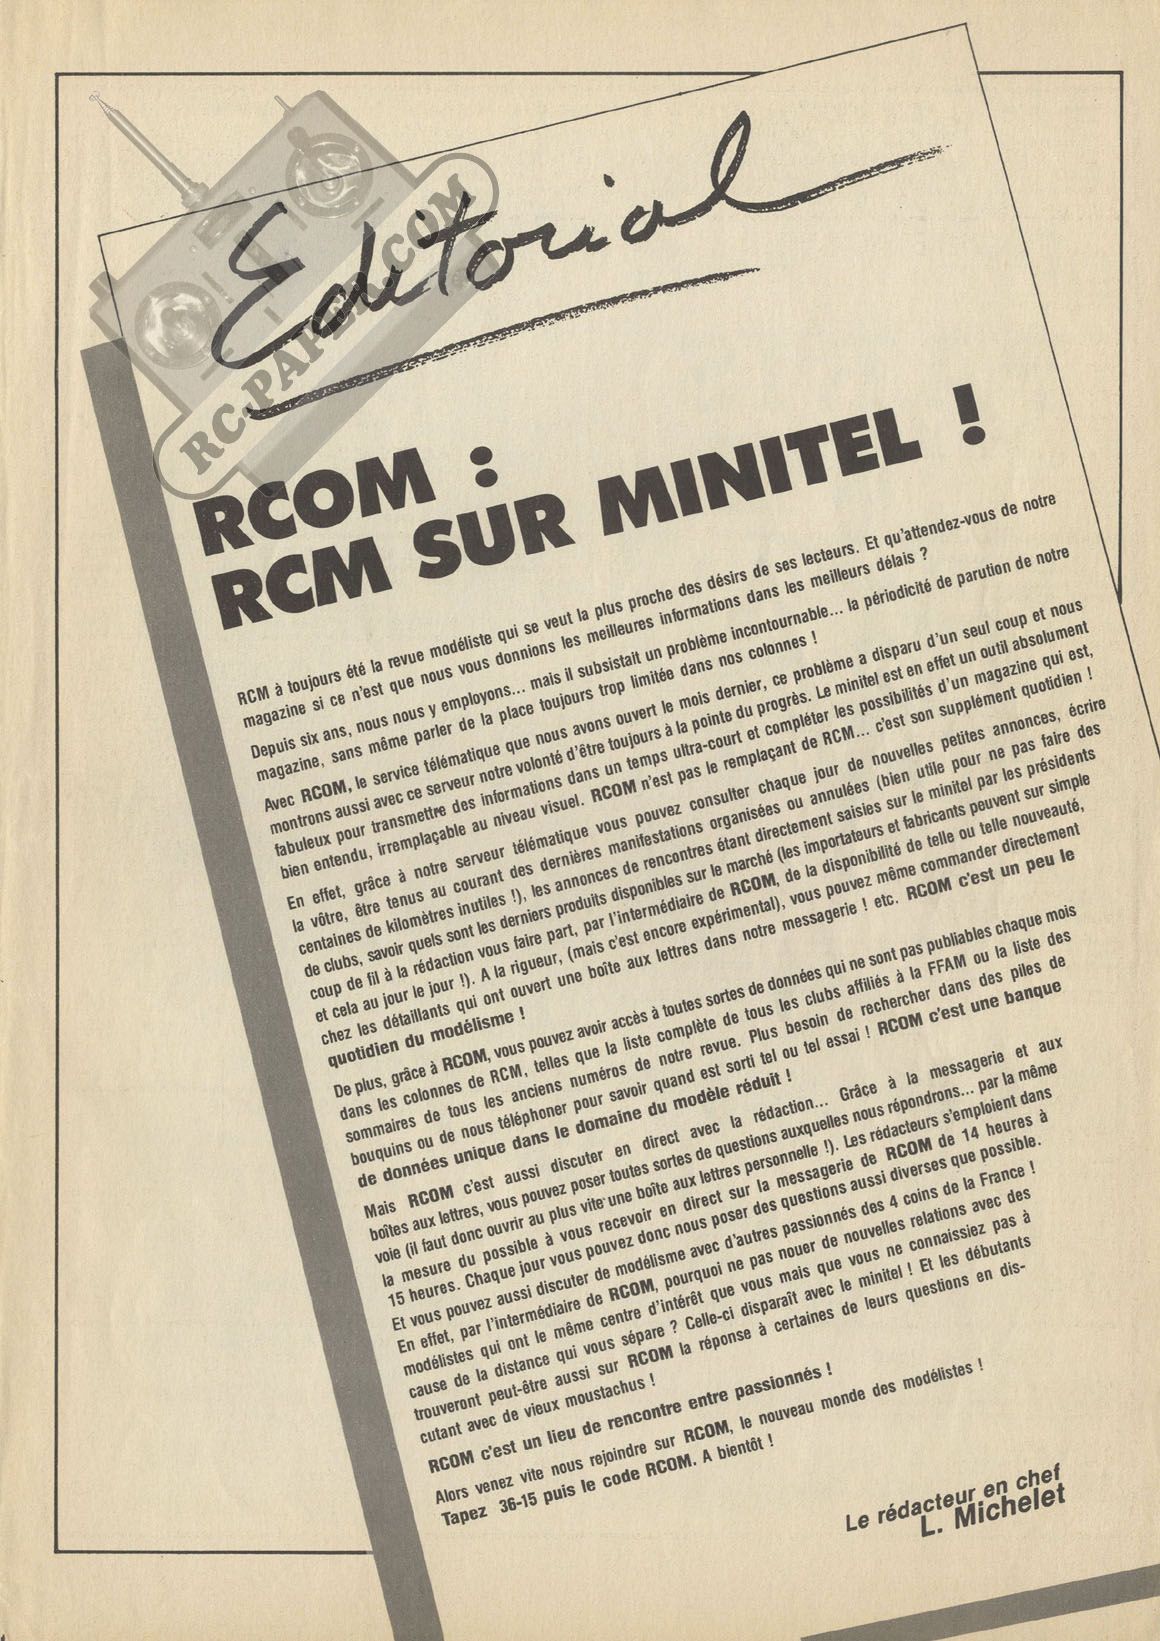 Editorial
RC-PAPER.COM
RCOM :
RCM SUR MINITEL !
RCM à toujours été la revue modéliste qui se veut la plus proche des désirs de ses lecteurs. Et qu'attendez-vous de notre
magazine si ce n'est que nous vous donnions les meilleures informations dans les meilleurs délais ?
Depuis six ans, nous nous y employons... mais il subsistait un problème incontournable... la périodicité de parution de notre
magazine, sans même parler de la place toujours trop limitée dans nos colonnes !
Avec RCOM, le service télématique que nous avons ouvert le mois dernier, ce problème a disparu d'un seul coup et nous
montrons aussi avec ce serveur notre volonté d'être toujours à la pointe du progrès. Le minitel est en effet un outil absolument
fabuleux pour transmettre des informations dans un temps ultra-court et compléter les possibilités d'un magazine qui est,
bien entendu, irremplaçable au niveau visuel. RCOM n'est pas le remplaçant de RCM... c'est son supplément quotidien !
En effet, grâce à notre serveur télématique vous pouvez consulter chaque jour de nouvelles petites annonces, écrire
la vôtre, être tenus au courant des dernières manifestations organisées ou annulées (bien utile pour ne pas faire des
centaines de kilomètres inutiles !), les annonces de rencontres étant directement saisies sur le minitel par les présidents
de clubs, savoir quels sont les derniers produits disponibles sur le marché (les importateurs et fabricants peuvent sur simple
coup de fil à la rédaction vous faire part, par l'intermédiaire de RCOM, de la disponibilité de telle ou telle nouveauté,
et cela au jour le jour !). A la rigueur, (mais c'est encore expérimental), vous pouvez même commander directement
chez les détaillants qui ont ouvert une boîte aux lettres dans notre messagerie ! etc. RCOM c'est un peu le
quotidien du modélisme !
De plus, grâce à RCOM, vous pouvez avoir accès à toutes sortes de données qui ne sont pas publiables chaque mois
dans les colonnes de RCM, telles que la liste complète de tous les clubs affiliés à la FFAM ou la liste des
sommaires de tous les anciens numéros de notre revue. Plus besoin de rechercher dans des piles de
bouquins ou de nous téléphoner pour savoir quand est sorti tel ou tel essai ! RCOM c'est une banque
de données unique dans le domaine du modèle réduit !
Mais RCOM c'est aussi discuter en direct avec la rédaction... Grâce à la messagerie et aux
boîtes aux lettres, vous pouvez poser toutes sortes de questions auxquelles nous répondrons... par la même
voie (il faut donc ouvrir au plus vite une boîte aux lettres personnelle !). Les rédacteurs s'emploient dans
la mesure du possible à vous recevoir en direct sur la messagerie de RCOM de 14 heures à
15 heures. Chaque jour vous pouvez donc nous poser des questions aussi diverses que possible.
Et vous pouvez aussi discuter de modélisme avec d'autres passionnés des 4 coins de la France !
En effet, par l'intermédiaire de RCOM, pourquoi ne pas nouer de nouvelles relations avec des
modélistes qui ont le même centre d'intérêt que vous mais que vous ne connaissiez pas à
cause de la distance qui vous sépare ? Celle-ci disparaît avec le minitel ! Et les débutants
trouveront peut-être aussi sur RCOM la réponse à certaines de leurs questions en dis-
cutant avec de vieux moustachus !
RCOM c'est un lieu de rencontre entre passionnés !
Alors venez vite nous rejoindre sur RCOM, le nouveau monde des modélistes !
Tapez 36-15 puis le code RCOM. A bientôt !
Le rédacteur en chef
L. Michelet